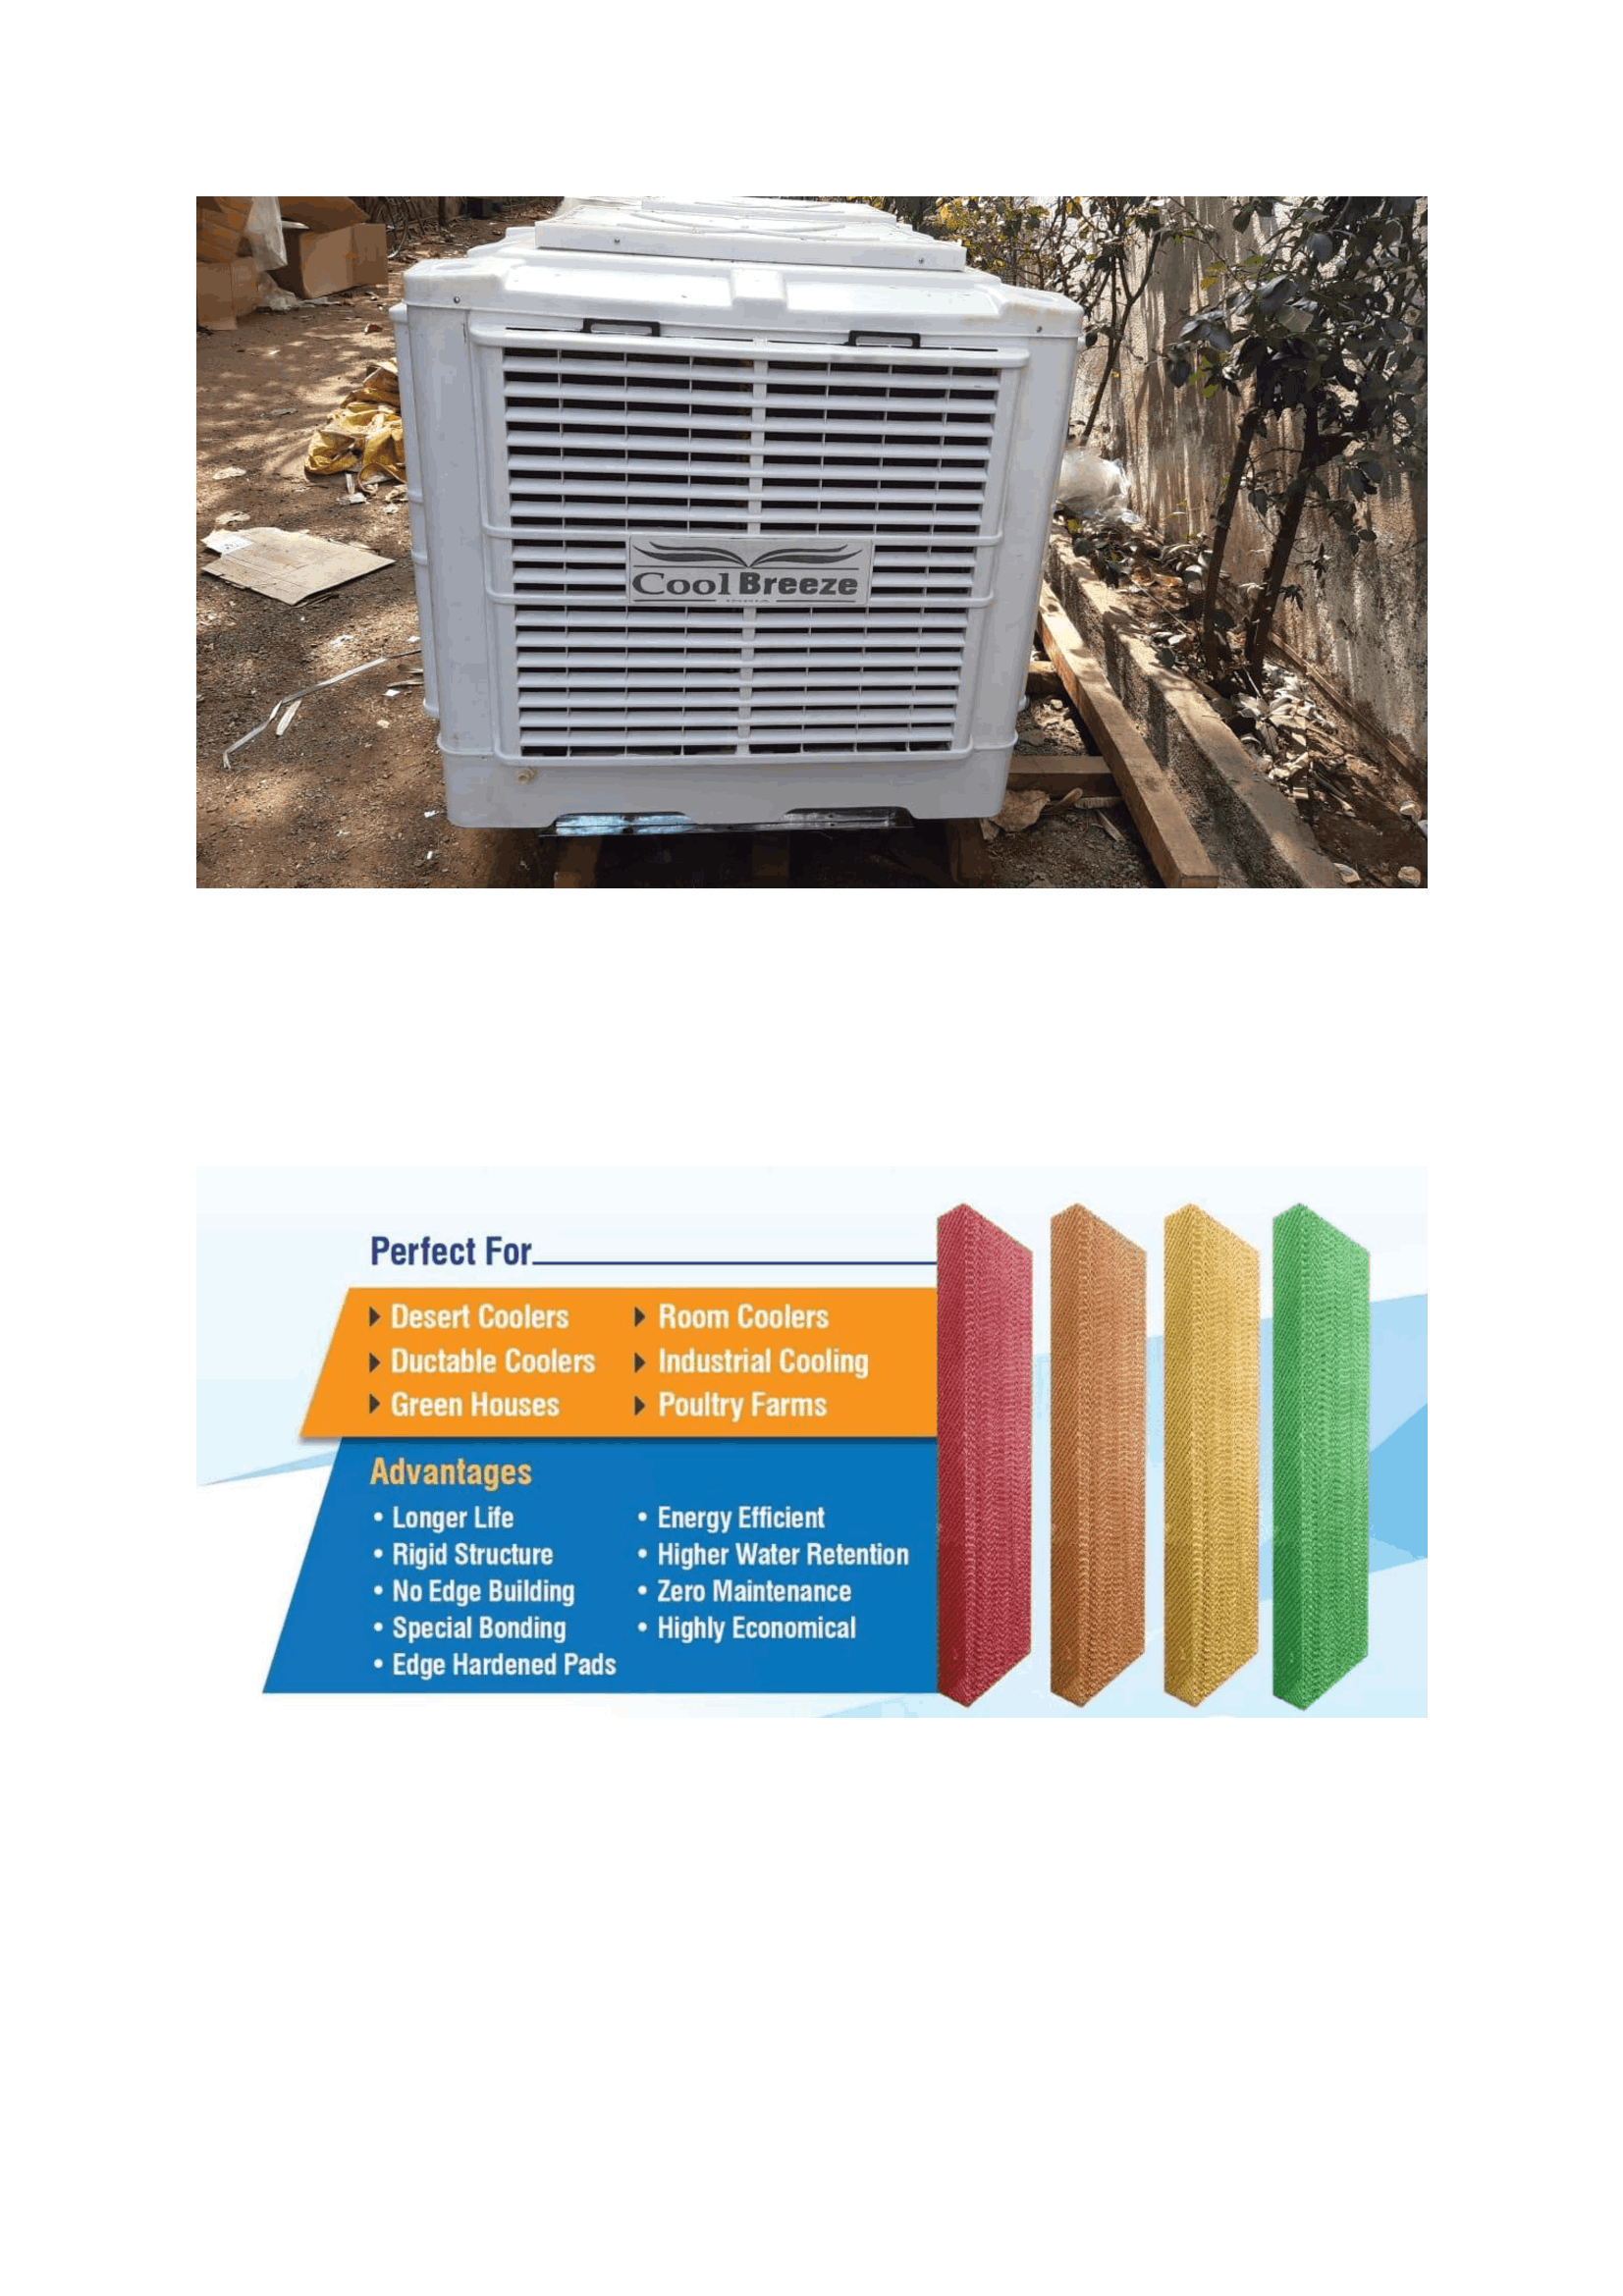 Cool Breeze
INDIA
Perfect For
Desert Coolers
Room Coolers
Ductable Coolers
Industrial Cooling
Green Houses
Poultry Farms
Advantages
• Longer Life
• Energy Efficient
• Rigid Structure
• Higher Water Retention
• No Edge Building
• Zero Maintenance
• Special Bonding
• Highly Economical
• Edge Hardened Pads